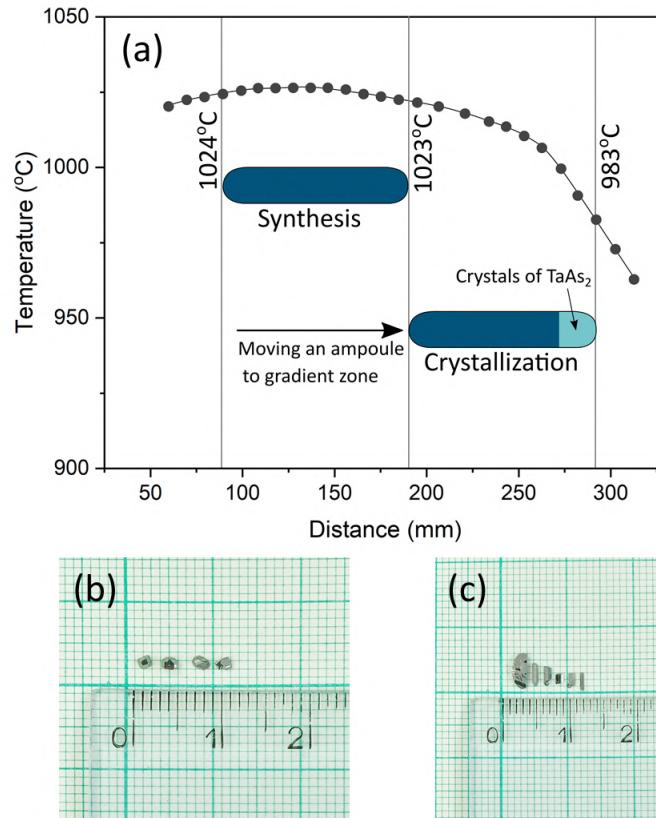 (a)
1050
1000
950
900
Temperature (°C)
1024°C
1023°C
983°C
Synthesis
Crystals of TaAs₂
Moving an ampoule
to gradient zone
Crystallization
50
100
150
200
250
300
Distance (mm)
(b)
0 1 2
(c)
0 1 2